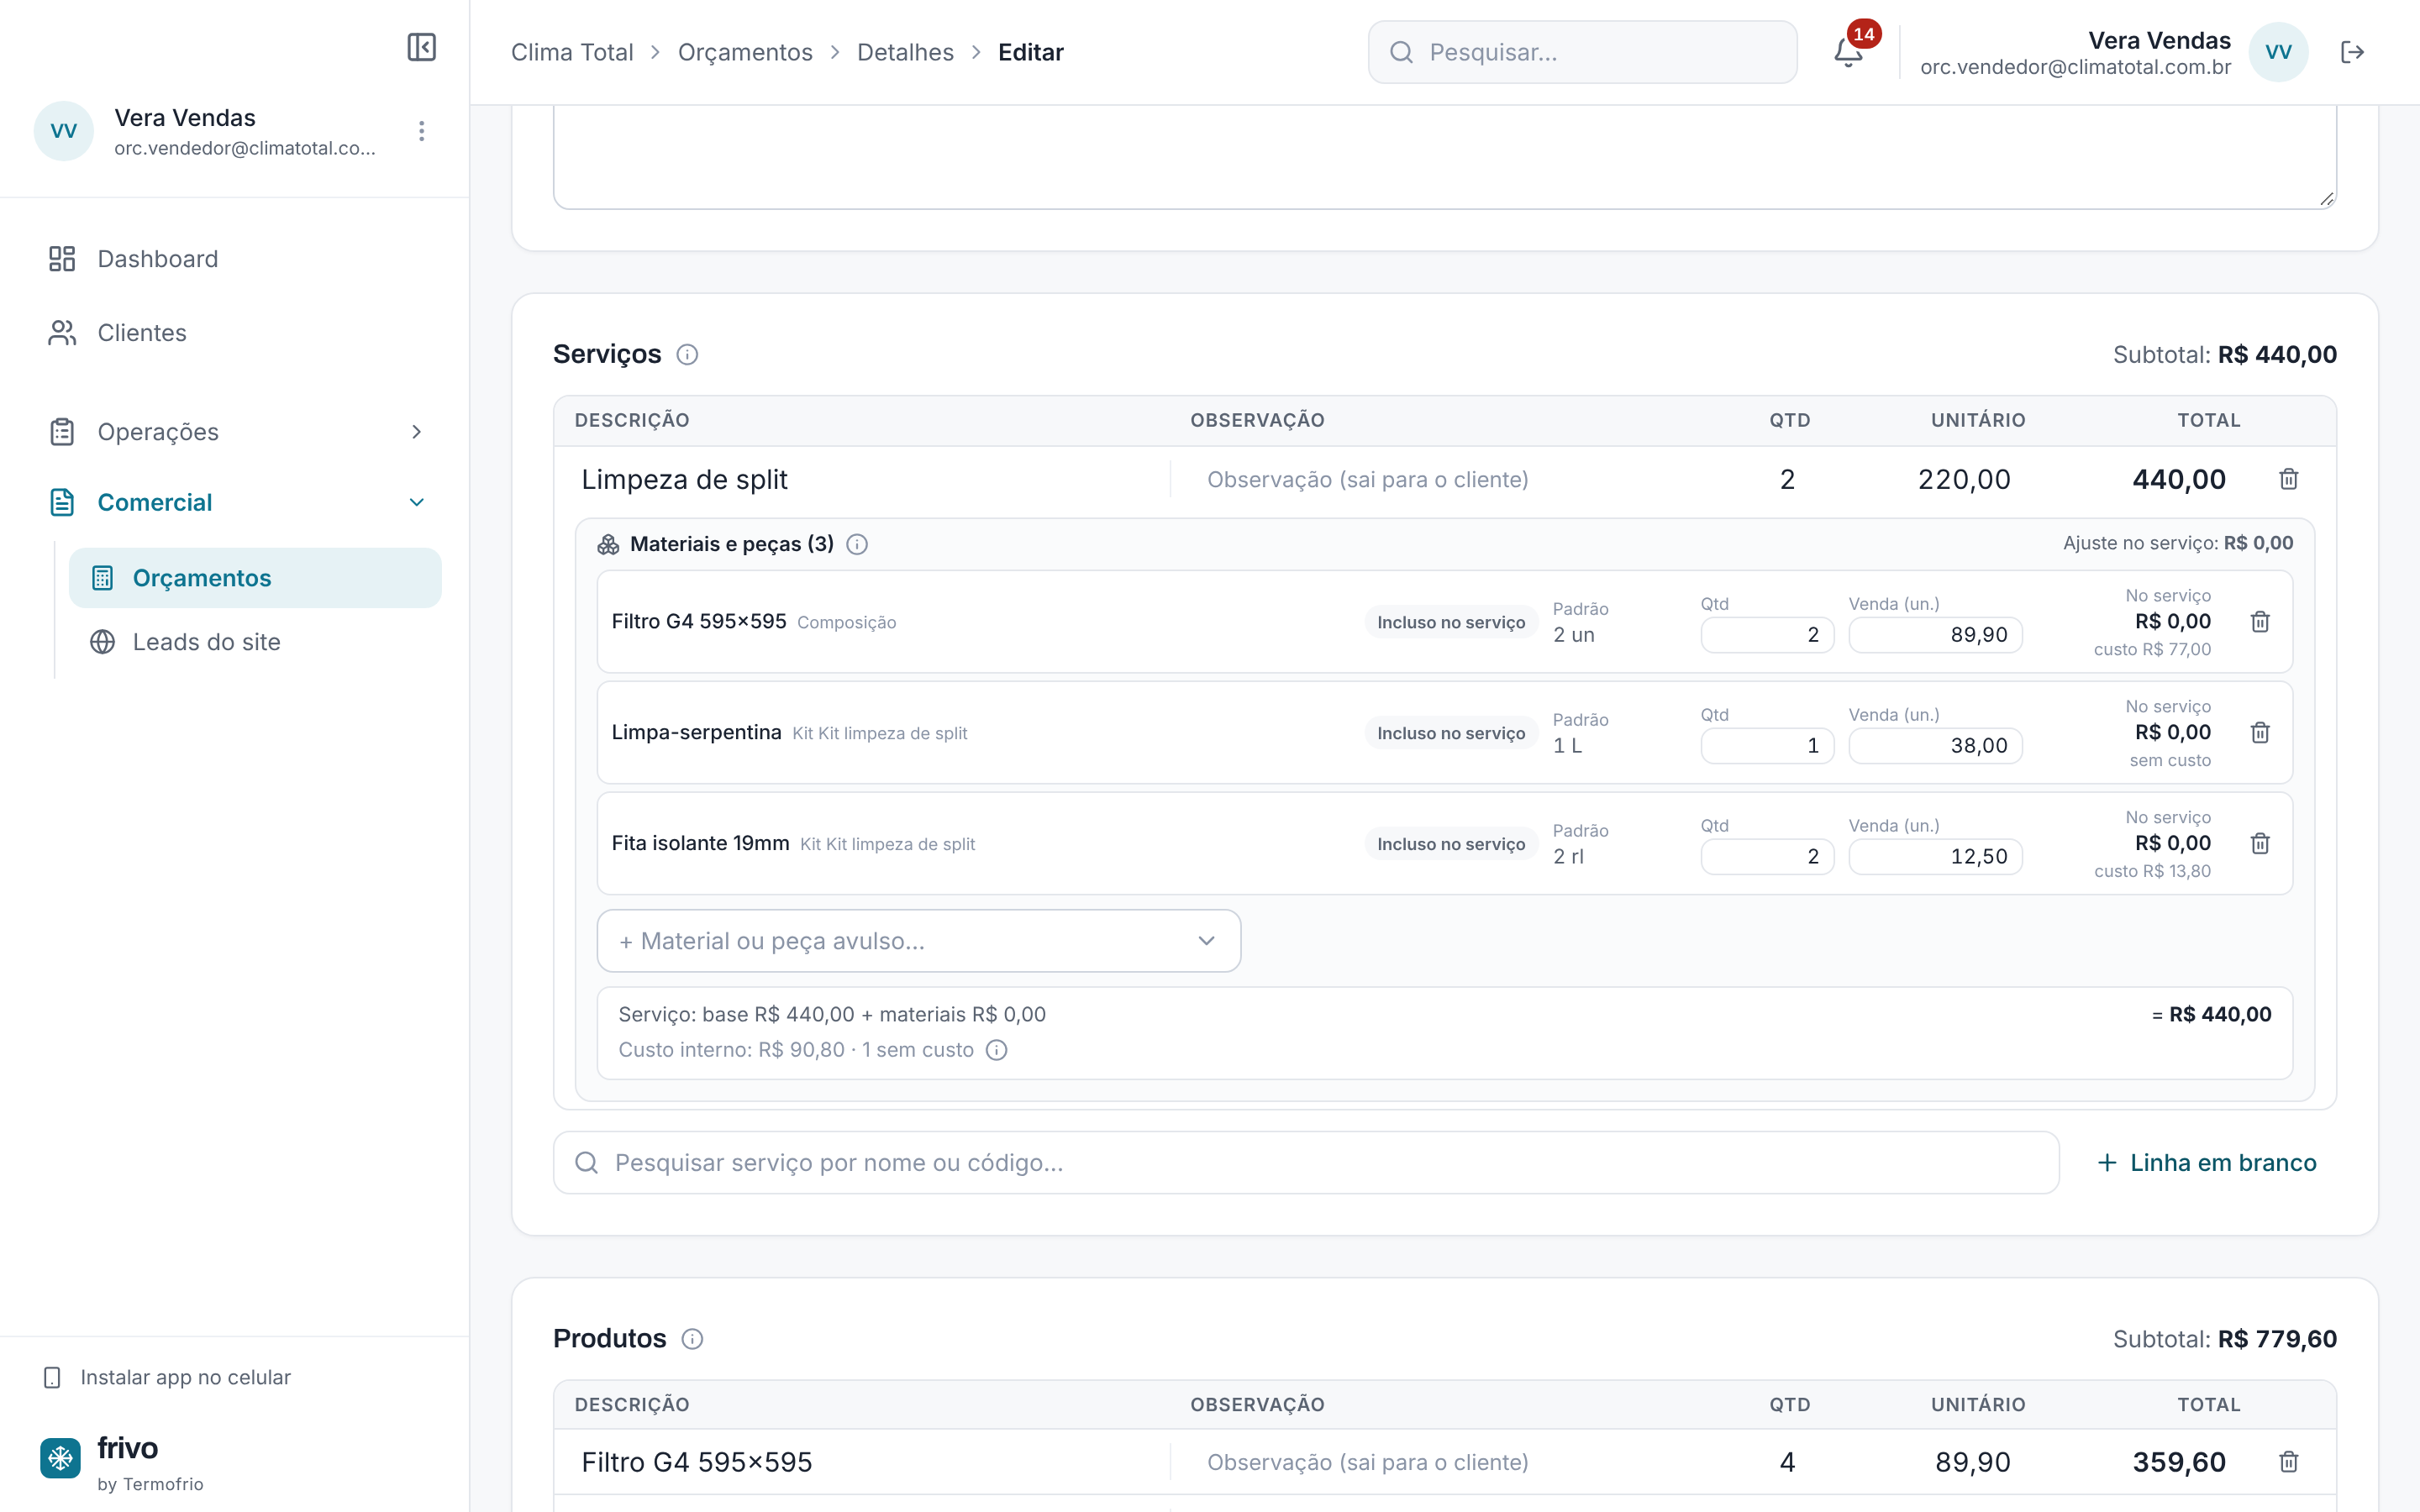 VV
Vera Vendas
orc.vendedor@climatotal.co...
Dashboard
Clientes
Operações
Comercial
Orçamentos
Leads do site
Instalar app no celular
frivo
by Termofrio
Clima Total > Orçamentos > Detalhes > Editar
Pesquisar...
14
Vera Vendas
orc.vendedor@climatotal.com.br
VV
Serviços
Subtotal: R$ 440,00
DESCRIÇÃO OBSERVAÇÃO QTD UNITÁRIO TOTAL
Limpeza de split Observação (sai para o cliente) 2 220,00 440,00
Materiais e peças (3) Ajuste no serviço: R$ 0,00
Filtro G4 595×595 Composição
Incluso no serviço
Padrão
2 un
Qtd
2
Venda (un.)
89,90
No serviço
R$ 0,00
custo R$ 77,00
Limpa-serpentina Kit Kit limpeza de split
Incluso no serviço
Padrão
1 L
Qtd
1
Venda (un.)
38,00
No serviço
R$ 0,00
sem custo
Fita isolante 19mm Kit Kit limpeza de split
Incluso no serviço
Padrão
2 rl
Qtd
2
Venda (un.)
12,50
No serviço
R$ 0,00
custo R$ 13,80
+ Material ou peça avulso...
Serviço: base R$ 440,00 + materiais R$ 0,00 = R$ 440,00
Custo interno: R$ 90,80 · 1 sem custo
Pesquisar serviço por nome ou código...
+ Linha em branco
Produtos
Subtotal: R$ 779,60
DESCRIÇÃO OBSERVAÇÃO QTD UNITÁRIO TOTAL
Filtro G4 595×595 Observação (sai para o cliente) 4 89,90 359,60